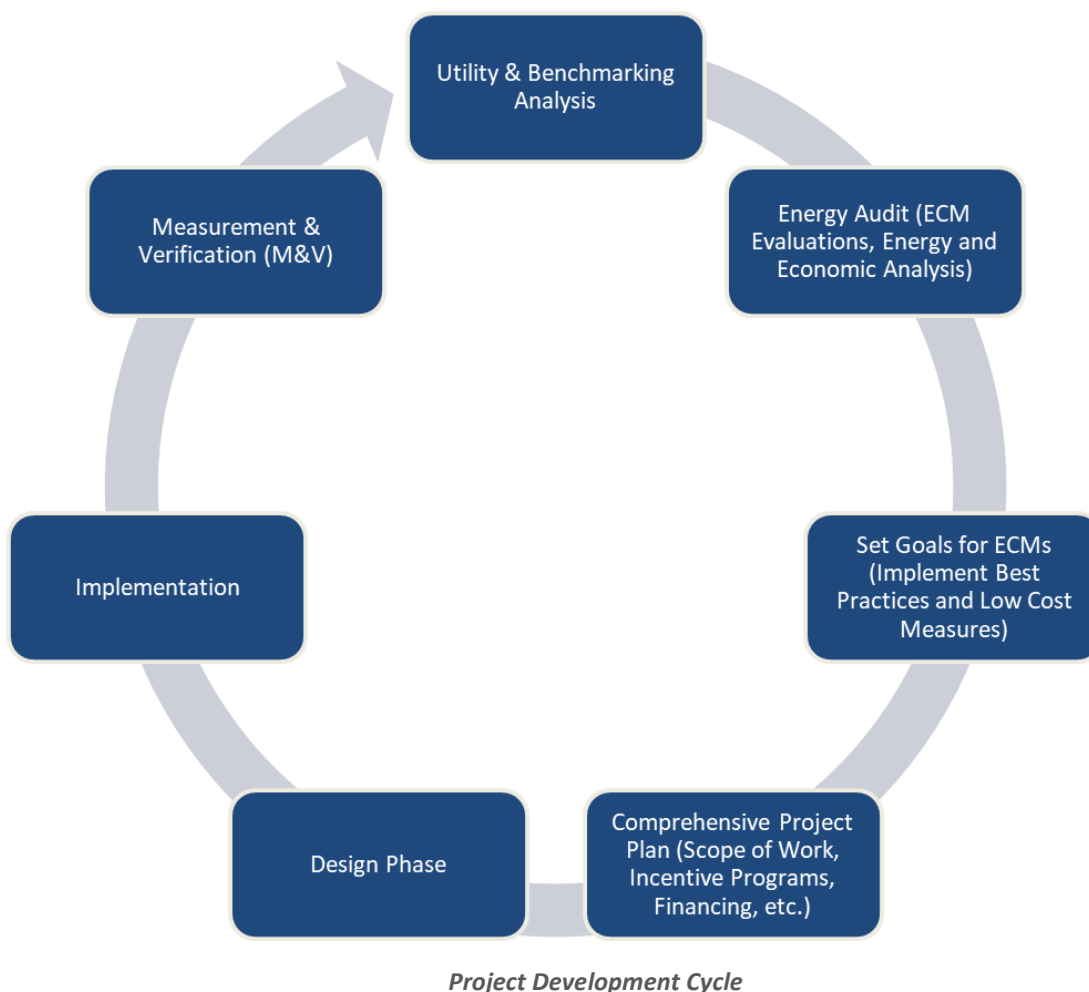 Utility & Benchmarking
Analysis
Energy Audit (ECM
Evaluations, Energy and
Economic Analysis)
Set Goals for ECMs
(Implement Best
Practices and Low Cost
Measures)
Comprehensive Project
Plan (Scope of Work,
Incentive Programs,
Financing, etc.)
Design Phase
Implementation
Measurement &
Verification (M&V)
Project Development Cycle